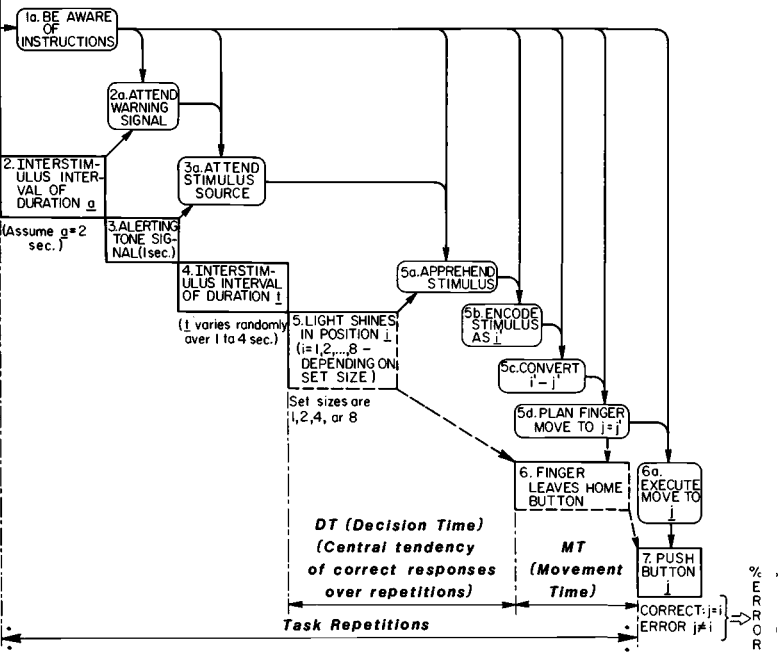 1a. BE AWARE
OF
INSTRUCTIONS
2a. ATTEND
WARNING
SIGNAL
3a. ATTEND
STIMULUS
SOURCE
2. INTERSTIM-
ULUS INTER-
VAL OF
DURATION a
(Assume a=2
sec.)
3. ALERTING
TONE SIG-
NAL(1sec.)
4. INTERSTIM-
ULUS INTERVAL
OF DURATION t
(t varies randomly
over 1 to 4 sec.)
5. LIGHT SHINES
IN POSITION i
(i=1,2,...,8 –
DEPENDING ON
SET SIZE)
Set sizes are
1,2,4, or 8
5a. APPREHEND
STIMULUS
5b. ENCODE
STIMULUS
AS i'
5c. CONVERT
i' – j'
5d. PLAN FINGER
MOVE TO j=j'
6. FINGER
LEAVES HOME
BUTTON
6a.
EXECUTE
MOVE TO
j
7. PUSH
BUTTON
j
DT (Decision Time)
(Central tendency
of correct responses
over repetitions)
MT
(Movement
Time)
CORRECT: j=i
ERROR j≠i
%
E
R
R
O
R
Task Repetitions